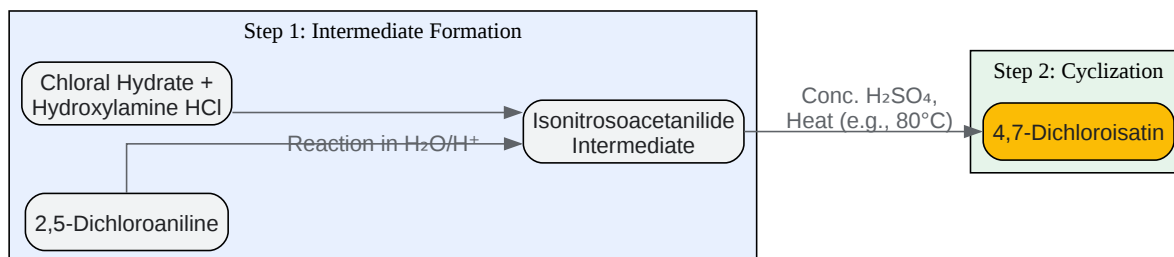 Step 1: Intermediate Formation
Chloral Hydrate +
Hydroxylamine HCl
Reaction in H₂O/H⁺
2,5-Dichloroaniline
Isonitrosoacetanilide
Intermediate
Conc. H₂SO₄,
Heat (e.g., 80°C)
Step 2: Cyclization
4,7-Dichloroisatin